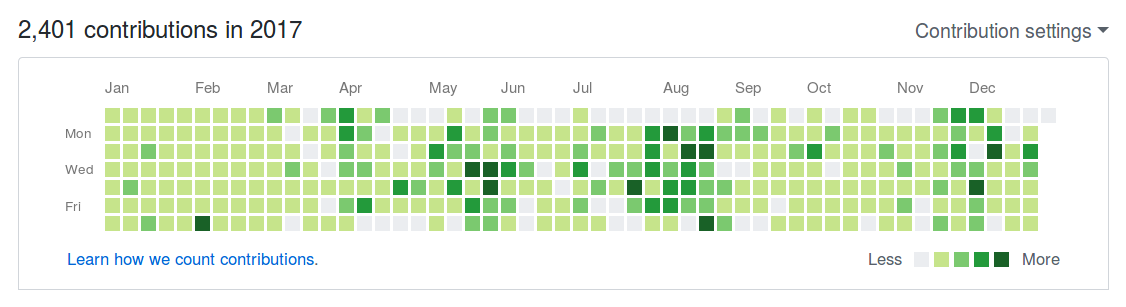 2,401 contributions in 2017
Contribution settings
Jan Feb Mar Apr May Jun Jul Aug Sep Oct Nov Dec
Mon
Wed
Fri
Learn how we count contributions.
Less More